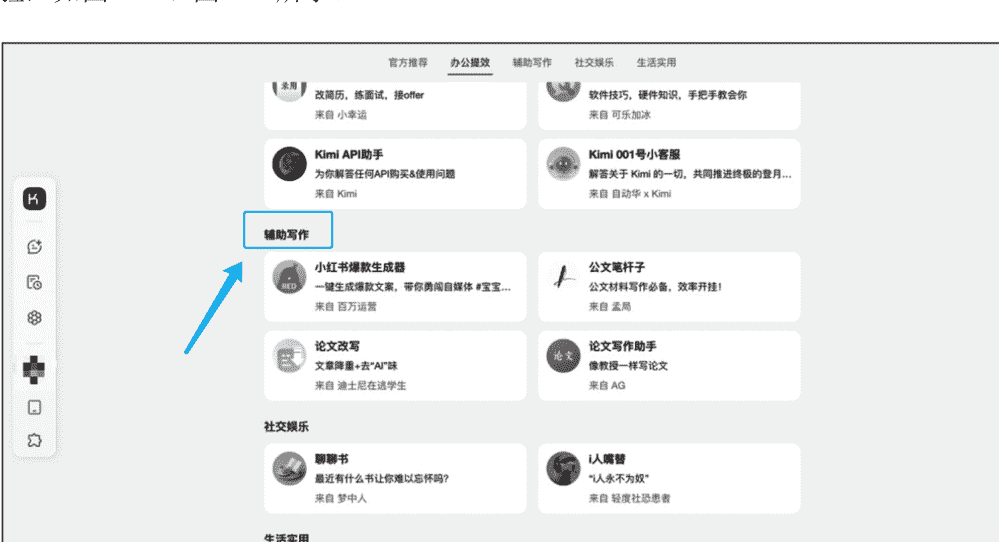 官方推荐 办公提效 辅助写作 社交娱乐 生活实用
改简历，练面试，接offer
来自 小幸运
软件技巧，硬件知识，手把手教会你
来自 可乐加冰
Kimi API助手
为你解答任何API购买&使用问题
来自 Kimi
Kimi 001号小客服
解答关于 Kimi 的一切，共同推进终极的登月...
来自 自动华 x Kimi
辅助写作
小红书爆款生成器
一键生成爆款文案，带你勇闯自媒体 #宝宝...
来自 百万运营
RED
公文笔杆子
公文材料写作必备，效率开挂！
来自 孟局
论文改写
文章降重+去“AI”味
来自 迪士尼在逃学生
论文
论文写作助手
像教授一样写论文
来自 AG
社交娱乐
聊聊书
最近有什么书让你难以忘怀吗？
来自 梦中人
i人嘴替
“i人永不为奴”
来自 轻度社恐患者
生活实用